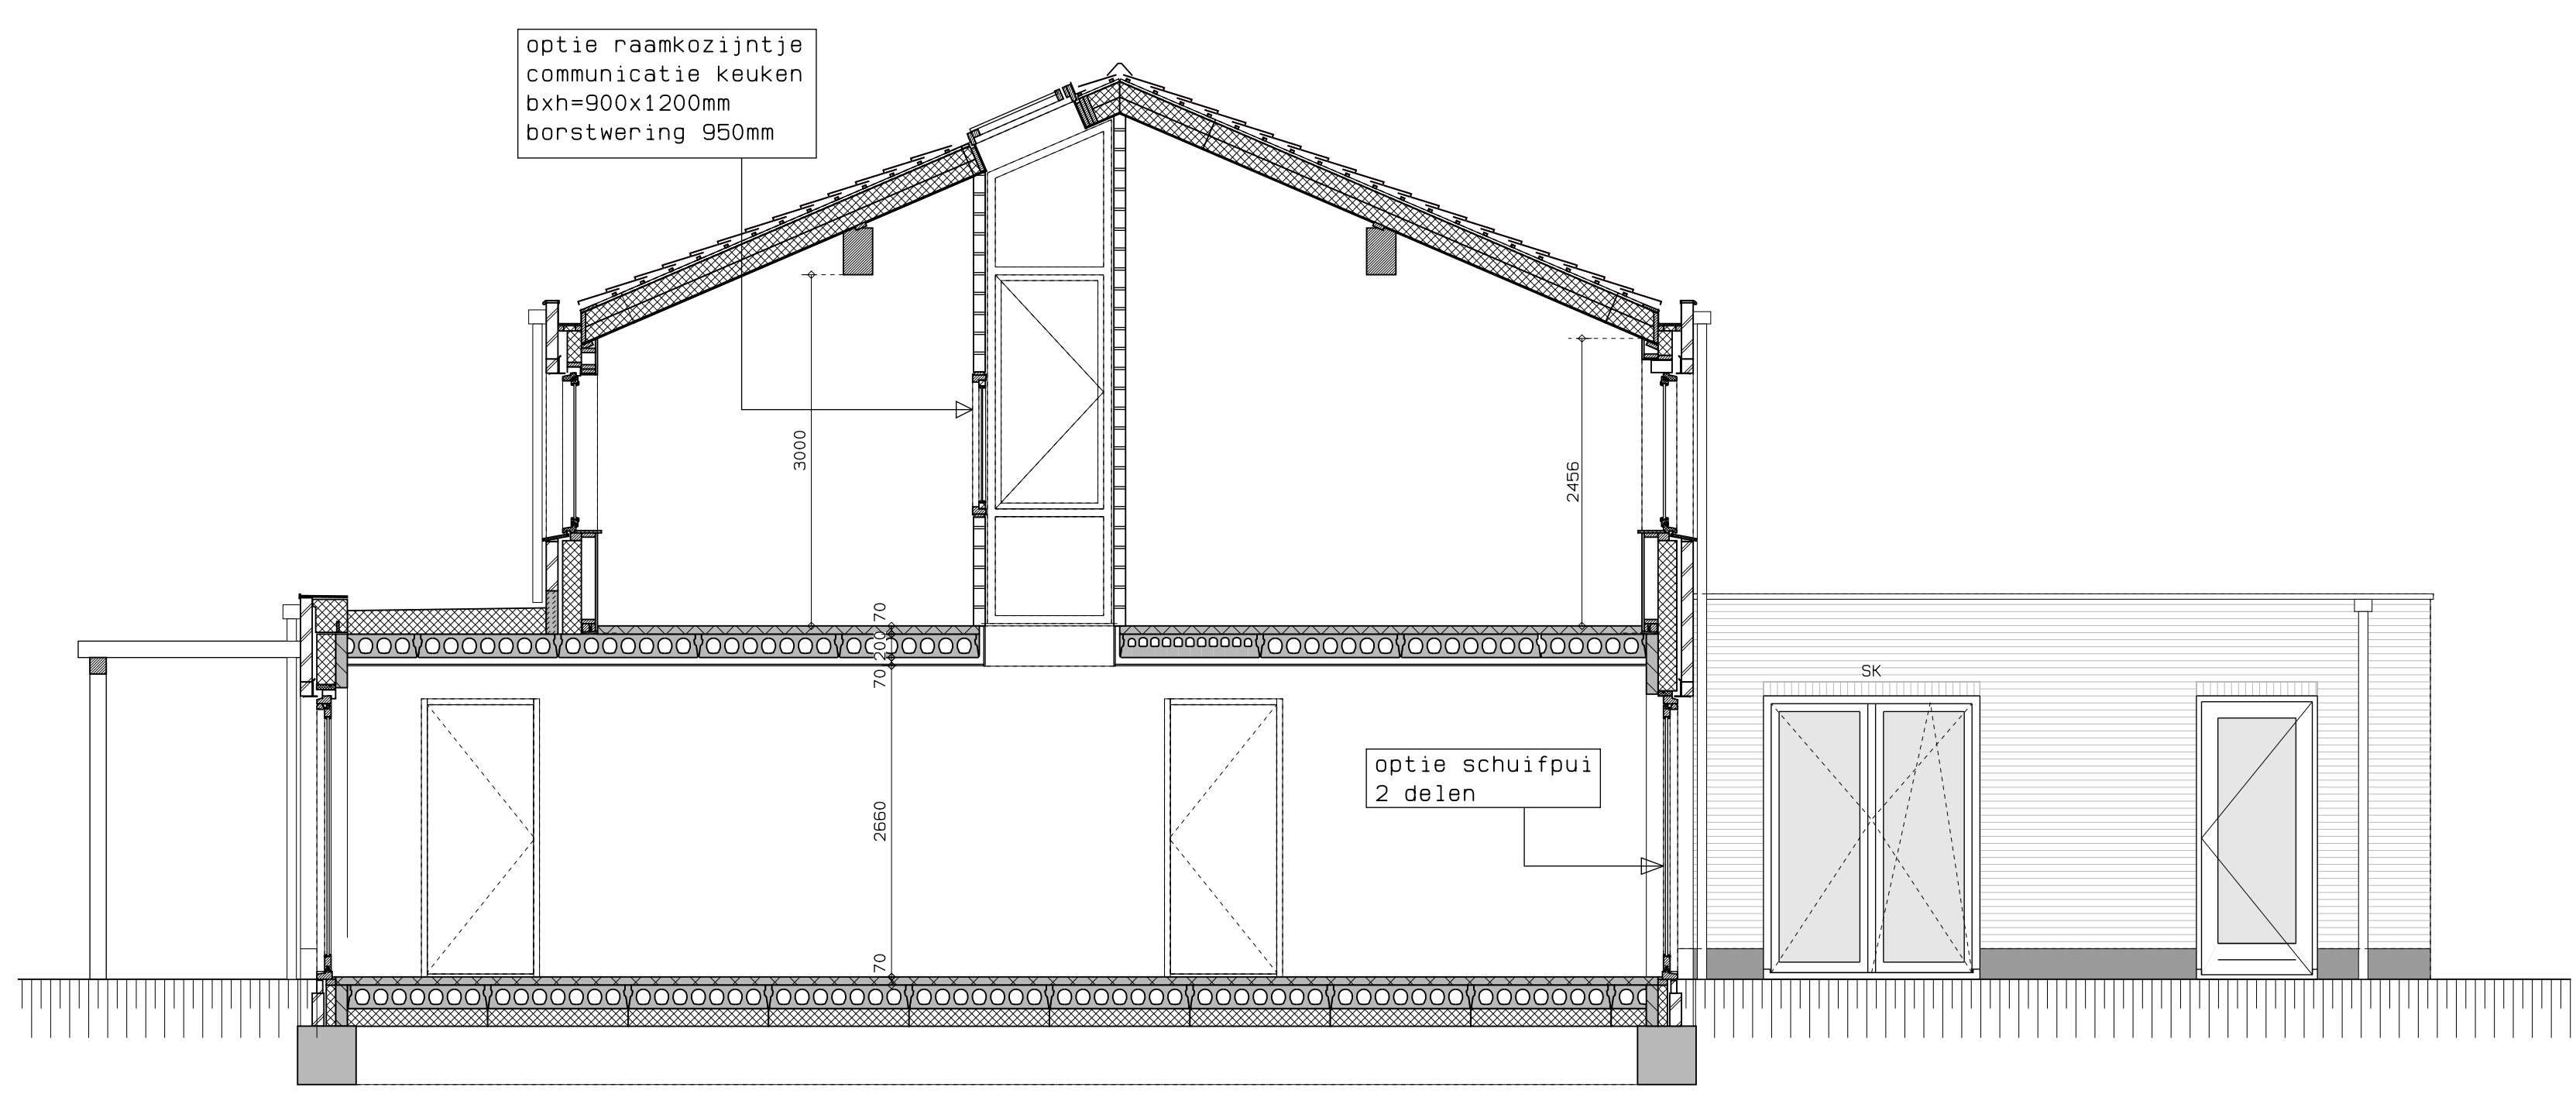 optie raamkozijntje
communicatie keuken
bxh=900x1200mm
borstwering 950mm
3000
2456
70
200
70
SK
optie schuifpui
2 delen
2660
70